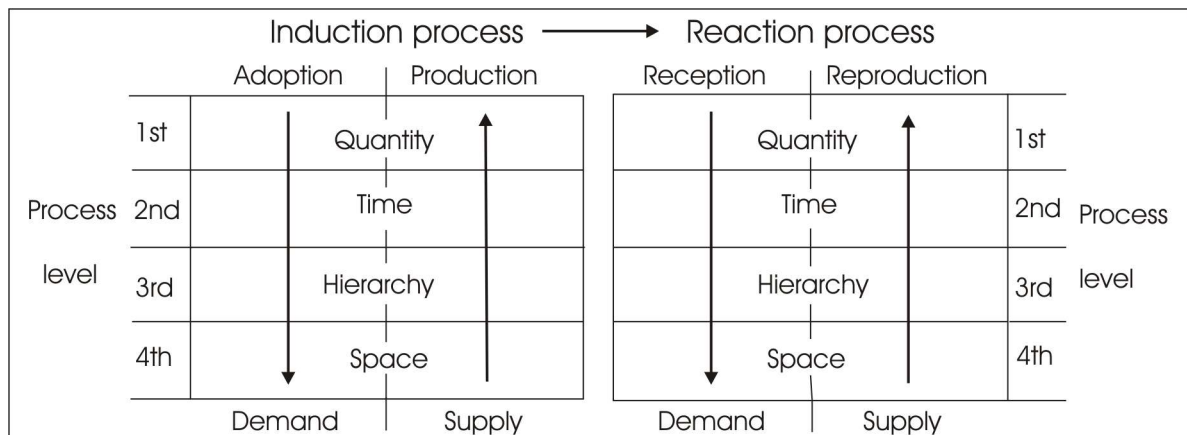 Induction process Reaction process
Adoption Production Reception Reproduction
1st Quantity Quantity 1st
Process 2nd Time Time 2nd Process
level 3rd Hierarchy Hierarchy 3rd level
4th Space Space 4th
Demand Supply Demand Supply